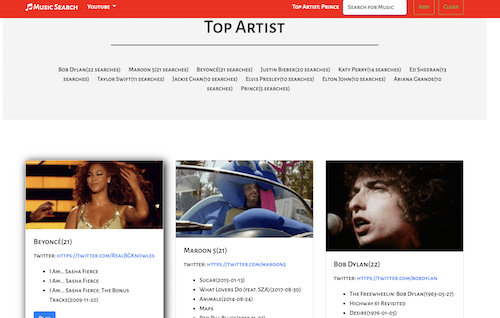 Music Search
Youtube
Top Artist: Prince
Search for Music
Add
Clear
Top Artist
Bob Dylan(22 searches) Maroon 5(21 searches) Beyoncé(21 searches) Justin Bieber(20 searches) Katy Perry(14 searches) Ed Sheeran(13
searches) Taylor Swift(11 searches) Jackie Chan(10 searches) Elvis Presley(10 searches) Elton John(10 searches) Ariana Grande(10
searches) Prince(5 searches)
Beyoncé(21)
twitter: https://twitter.com/RealBGKnowles
I Am... Sasha Fierce
I Am... Sasha Fierce
I Am... Sasha Fierce: The Bonus
Tracks(2009-11-20)
Maroon 5(21)
twitter: https://twitter.com/maroon5
Sugar(2015-01-13)
What Lovers Do (feat. SZA)(2017-08-30)
Animals(2014-08-24)
Maps
Bob Dylan(22)
twitter: https://twitter.com/bobdylan
The Freewheelin' Bob Dylan(1963-05-27)
Highway 61 Revisited
Desire(1976-01-05)